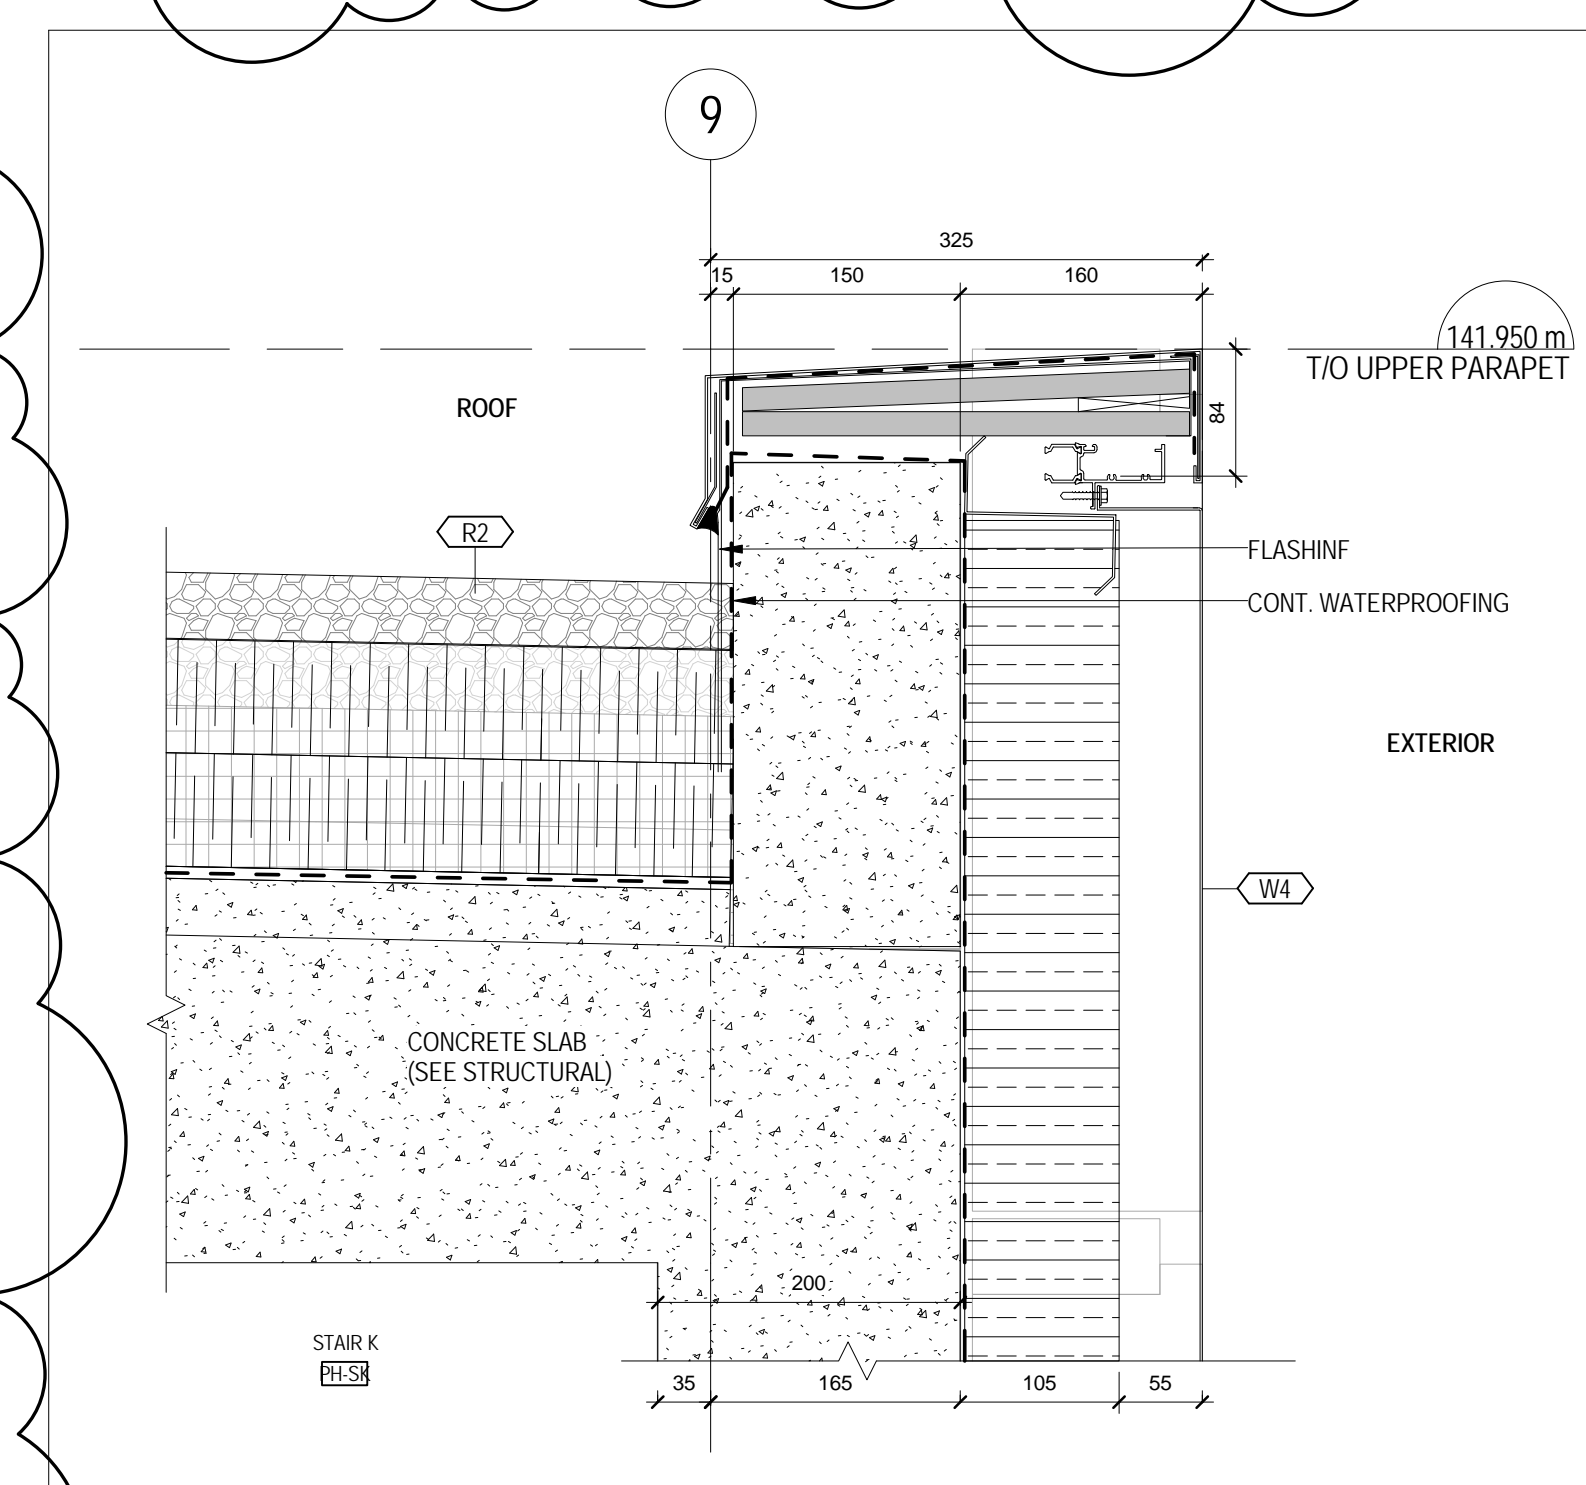 9
325
15 150 160
141.950 m
T/O UPPER PARAPET
ROOF
84
R2
FLASHINF
CONT. WATERPROOFING
EXTERIOR
W4
CONCRETE SLAB
(SEE STRUCTURAL)
200
STAIR K
PH-SK
35 165 105 55